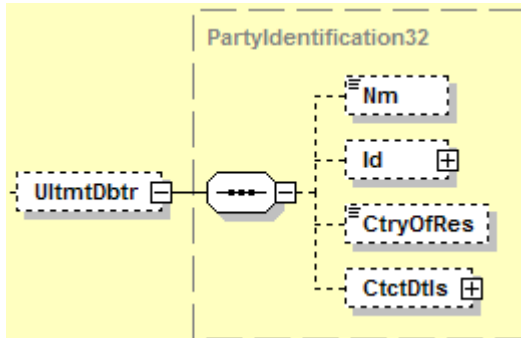 PartyIdentification32
Nm
Id
UltmtDbtr
CtryOfRes
CtctDtls